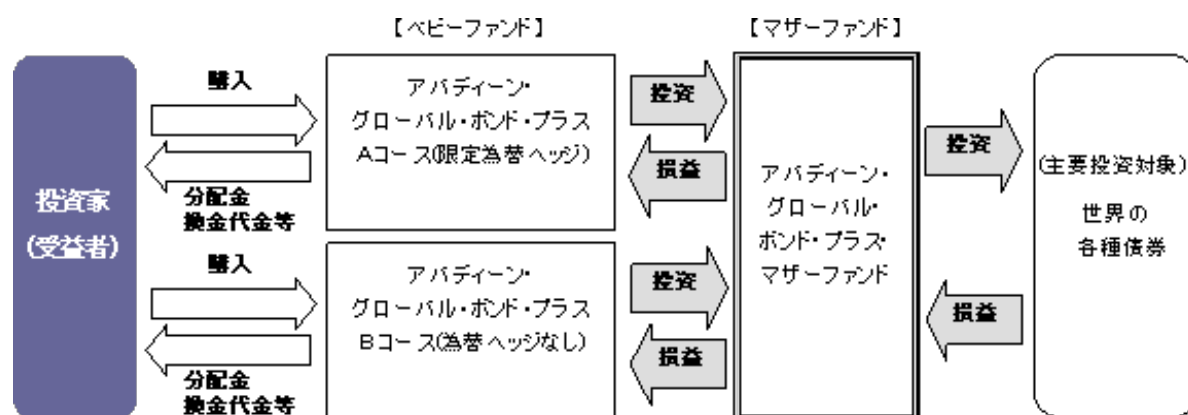 【ベビーファンド】
【マザーファンド】
投資家
(受益者)
購入
分配金
換金代金等
購入
分配金
換金代金等
アバディーン・
グローバル・ボンド・プラス
Aコース(限定為替ヘッジ)
アバディーン・
グローバル・ボンド・プラス
Bコース(為替ヘッジなし)
投資
損益
投資
損益
アバディーン・
グローバル・
ボンド・プラス・
マザーファンド
投資
損益
(主要投資対象)
世界の
各種債券